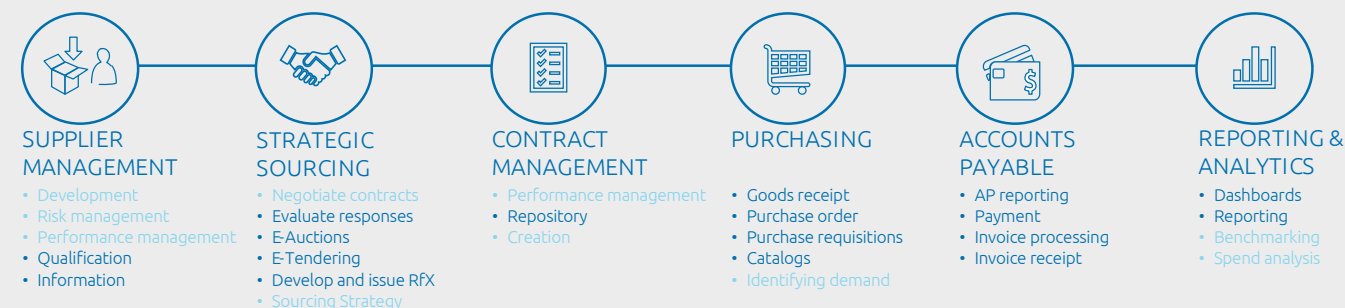 $
SUPPLIER
MANAGEMENT
• Development
• Risk management
• Performance management
• Qualification
• Information
STRATEGIC
SOURCING
• Negotiate contracts
• Evaluate responses
• E-Auctions
• E-Tendering
• Develop and issue RfX
• Sourcing Strategy
CONTRACT
MANAGEMENT
• Performance management
• Repository
• Creation
PURCHASING
• Goods receipt
• Purchase order
• Purchase requisitions
• Catalogs
• Identifying demand
ACCOUNTS
PAYABLE
• AP reporting
• Payment
• Invoice processing
• Invoice receipt
REPORTING &
ANALYTICS
• Dashboards
• Reporting
• Benchmarking
• Spend analysis